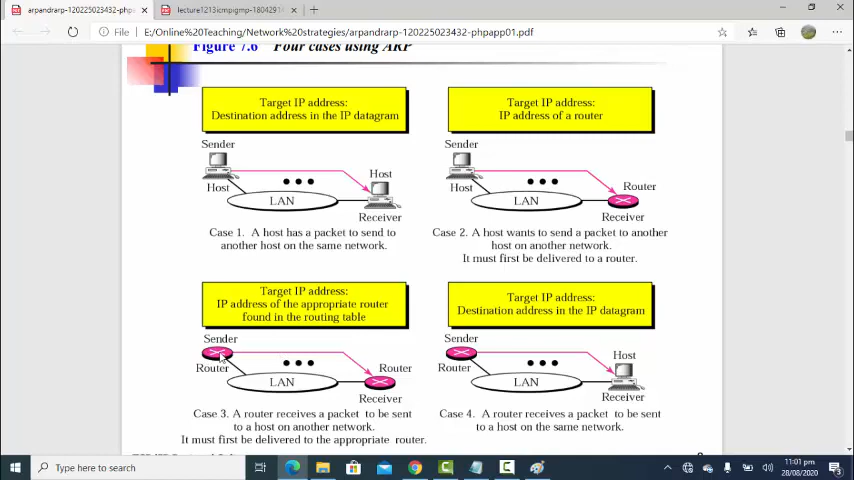 arpandrarp-120225023432-phpapp01.pdf
lecture1213icmpigmp-18042919
File
E:/Online%20Teaching/Network%20strategies/arpandrarp-120225023432-phpapp01.pdf
Figure 7.6 Four cases using ARP
Target IP address:
Destination address in the IP datagram
Sender
Host
LAN
Host
Receiver
Case 1. A host has a packet to send to
another host on the same network.
Target IP address:
IP address of a router
Sender
Host
LAN
Router
Receiver
Case 2. A host wants to send a packet to another
host on another network.
It must first be delivered to a router.
Target IP address:
IP address of the appropriate router
found in the routing table
Sender
Router
LAN
Router
Receiver
Case 3. A router receives a packet to be sent
to a host on another network.
It must first be delivered to the appropriate router.
Target IP address:
Destination address in the IP datagram
Sender
Router
LAN
Host
Receiver
Case 4. A router receives a packet to be sent
to a host on the same network.
Type here to search
11:01 pm
28/08/2020
3